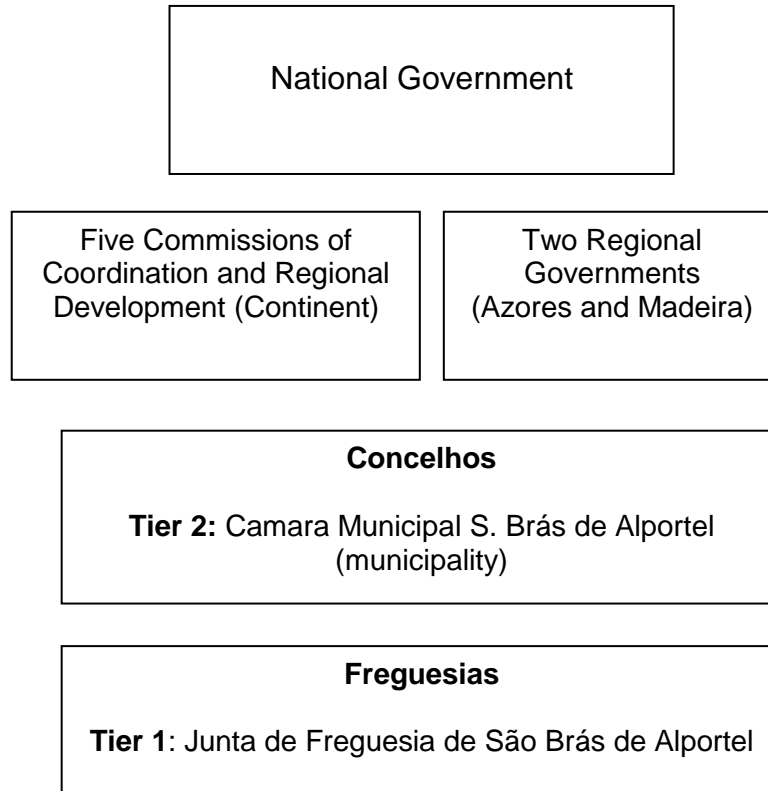 National Government
Five Commissions of
Coordination and Regional
Development (Continent)
Two Regional
Governments
(Azores and Madeira)
Concelhos
Tier 2: Camara Municipal S. Brás de Alportel
(municipality)
Freguesias
Tier 1: Junta de Freguesia de São Brás de Alportel